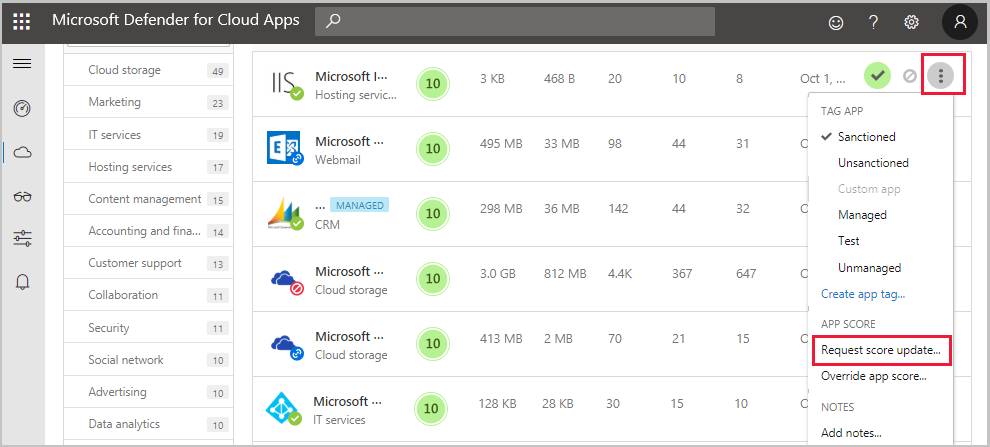 Microsoft Defender for Cloud Apps
?
Cloud storage 49
Marketing 23
IT services 19
Hosting services 17
Content management 15
Accounting and fina... 14
Customer support 13
Collaboration 11
Security 11
Social network 10
Advertising 10
Data analytics 10
IIS Microsoft I... 10 3 KB 468 B 20 10 8 Oct 1, ...
Hosting servic...
Microsoft ... 10 495 MB 33 MB 98 44 31 O
Webmail
... MANAGED 10 298 MB 36 MB 142 44 32 O
CRM
Microsoft ... 10 3.0 GB 812 MB 4.4K 367 647 O
Cloud storage
Microsoft ... 10 413 MB 2 MB 70 21 15 O
Cloud storage
Microsoft ... 10 128 KB 28 KB 30 15 10 O
IT services
TAG APP
Sanctioned
Unsanctioned
Custom app
Managed
Test
Unmanaged
Create app tag...
APP SCORE
Request score update...
Override app score...
NOTES
Add notes...